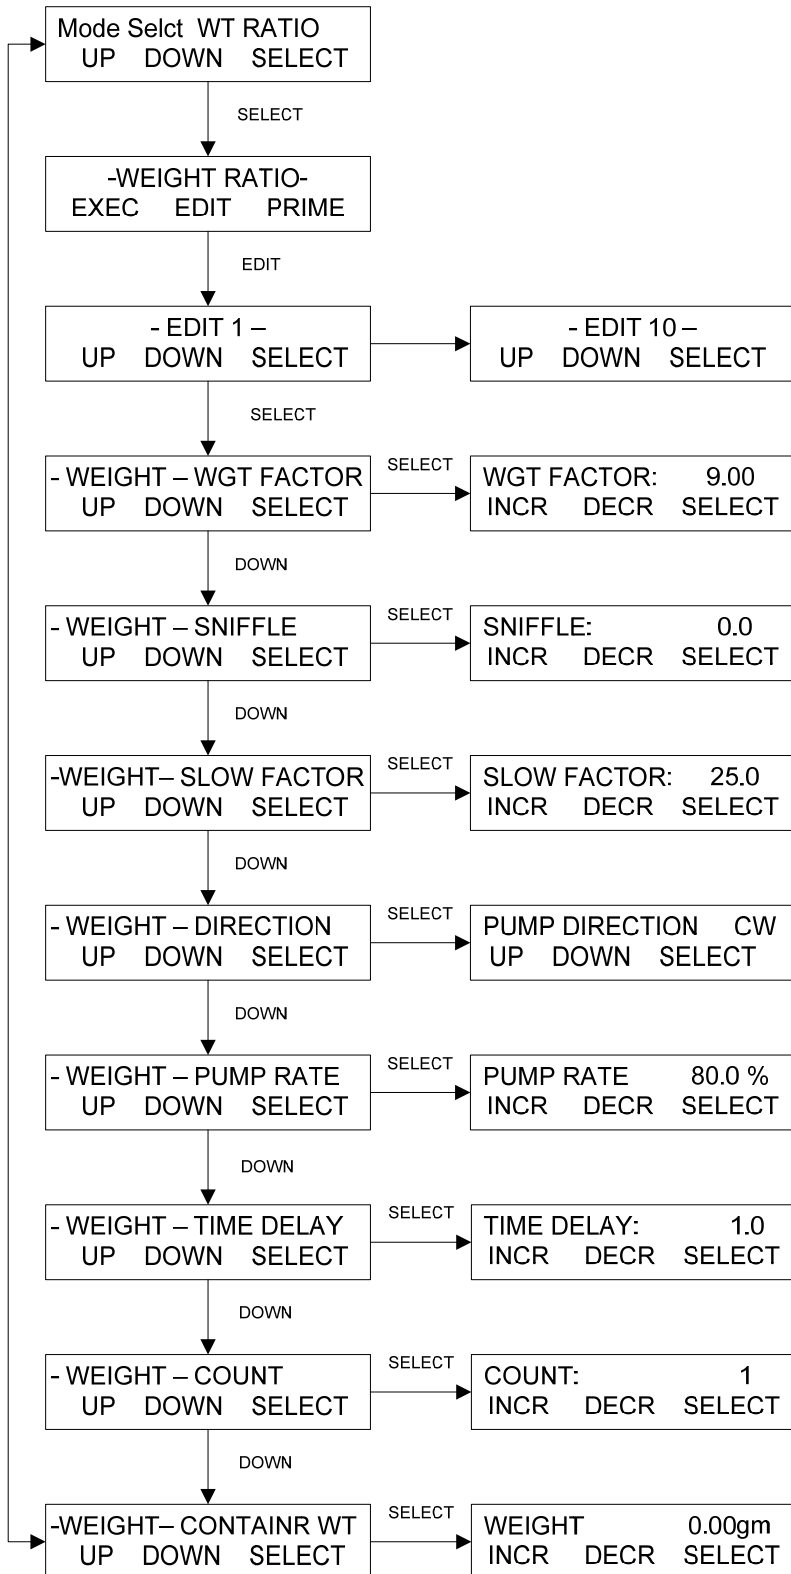 Mode Selct WT RATIO
UP DOWN SELECT
SELECT
-WEIGHT RATIO-
EXEC EDIT PRIME
EDIT
- EDIT 1 –
UP DOWN SELECT
- EDIT 10 –
UP DOWN SELECT
SELECT
- WEIGHT – WGT FACTOR
UP DOWN SELECT
SELECT
WGT FACTOR: 9.00
INCR DECR SELECT
DOWN
- WEIGHT – SNIFFLE
UP DOWN SELECT
SELECT
SNIFFLE: 0.0
INCR DECR SELECT
DOWN
-WEIGHT– SLOW FACTOR
UP DOWN SELECT
SELECT
SLOW FACTOR: 25.0
INCR DECR SELECT
DOWN
- WEIGHT – DIRECTION
UP DOWN SELECT
SELECT
PUMP DIRECTION CW
UP DOWN SELECT
DOWN
- WEIGHT – PUMP RATE
UP DOWN SELECT
SELECT
PUMP RATE 80.0 %
INCR DECR SELECT
DOWN
- WEIGHT – TIME DELAY
UP DOWN SELECT
SELECT
TIME DELAY: 1.0
INCR DECR SELECT
DOWN
- WEIGHT – COUNT
UP DOWN SELECT
SELECT
COUNT: 1
INCR DECR SELECT
DOWN
-WEIGHT– CONTAINR WT
UP DOWN SELECT
SELECT
WEIGHT 0.00gm
INCR DECR SELECT